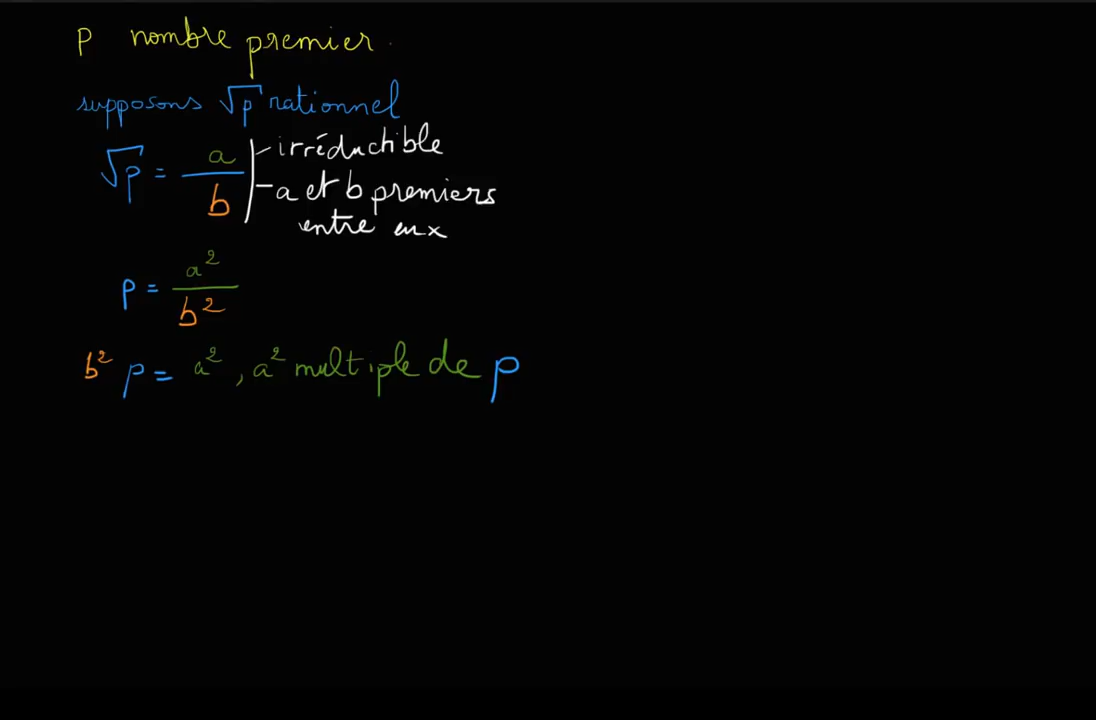 p nombre premier.
supposons √p rationnel
√p = a/b irréductible
a et b premiers
entre eux
p = a²/b²
b² p = a², a² multiple de p